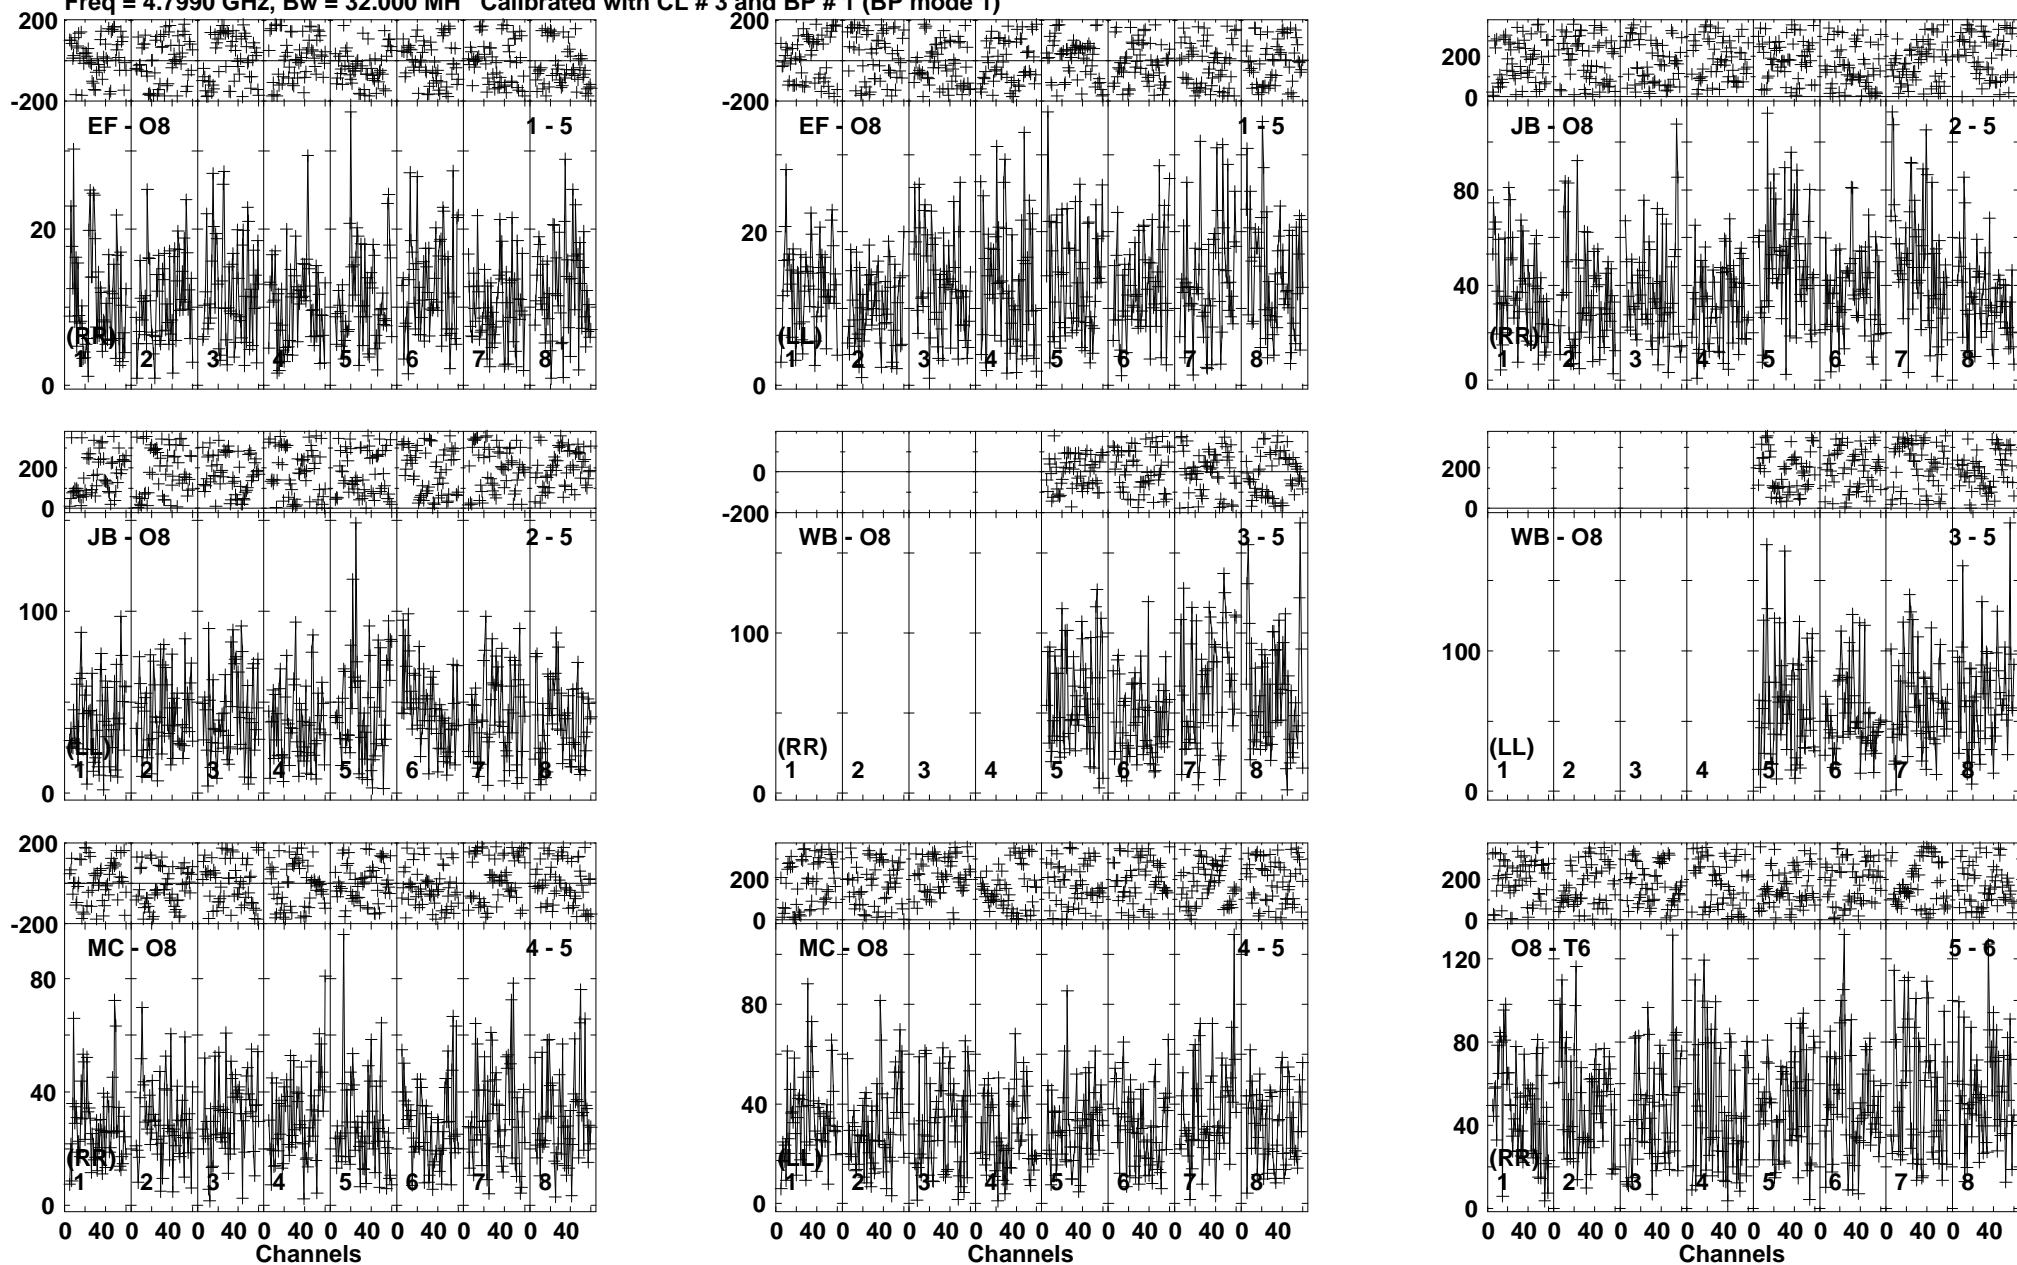 Freq = 4.7990 GHz, Bw = 32.000 MH Calibrated with CL # 3 and BP # 1 (BP mode 1)
200
-200
EF - O8 1 - 5
20
0
(RR)
1 2 3 4 5 6 7 8
200
-200
EF - O8 1 - 5
20
0
(LL)
1 2 3 4 5 6 7 8
200
0
JB - O8 2 - 5
80
40
0
(RR)
1 2 3 4 5 6 7 8
200
0
JB - O8 2 - 5
100
0
(LL)
1 2 3 4 5 6 7 8
0
-200
WB - O8 3 - 5
100
0
(RR)
1 2 3 4 5 6 7 8
200
0
WB - O8 3 - 5
100
0
(LL)
1 2 3 4 5 6 7 8
200
-200
MC - O8 4 - 5
80
40
0
(RR)
1 2 3 4 5 6 7 8
0 40 0 40 0 40 0 40 0 40 0 40 0 40 0 40
Channels
200
0
MC - O8 4 - 5
80
40
0
(LL)
1 2 3 4 5 6 7 8
0 40 0 40 0 40 0 40 0 40 0 40 0 40 0 40
Channels
200
0
O8 - T6 5 - 6
120
80
40
0
(RR)
1 2 3 4 5 6 7 8
0 40 0 40 0 40 0 40 0 40 0 40 0 40 0 40
Channels